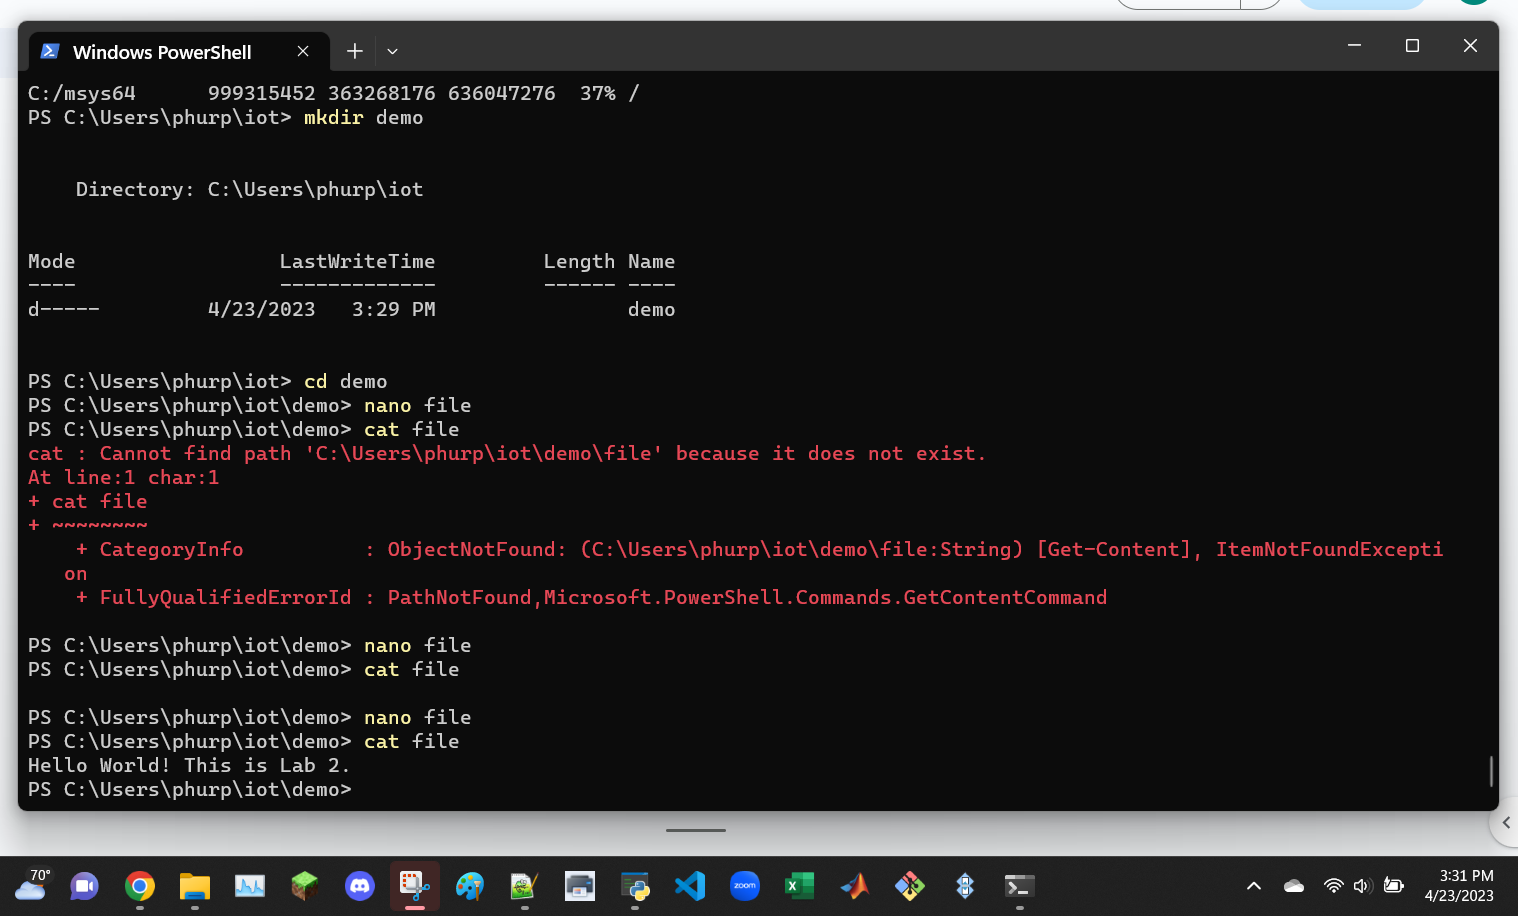 Windows PowerShell
C:/msys64      999315452 363268176 636047276  37% /
PS C:\Users\phurp\iot> mkdir demo
    Directory: C:\Users\phurp\iot
Mode                 LastWriteTime         Length Name
----                 -------------         ------ ----
d-----         4/23/2023   3:29 PM                demo
PS C:\Users\phurp\iot> cd demo
PS C:\Users\phurp\iot\demo> nano file
PS C:\Users\phurp\iot\demo> cat file
cat : Cannot find path 'C:\Users\phurp\iot\demo\file' because it does not exist.
At line:1 char:1
+ cat file
+ ~~~~~~~~
    + CategoryInfo          : ObjectNotFound: (C:\Users\phurp\iot\demo\file:String) [Get-Content], ItemNotFoundExcepti
   on
    + FullyQualifiedErrorId : PathNotFound,Microsoft.PowerShell.Commands.GetContentCommand
PS C:\Users\phurp\iot\demo> nano file
PS C:\Users\phurp\iot\demo> cat file
PS C:\Users\phurp\iot\demo> nano file
PS C:\Users\phurp\iot\demo> cat file
Hello World! This is Lab 2.
PS C:\Users\phurp\iot\demo>
70°
zoom
3:31 PM
4/23/2023